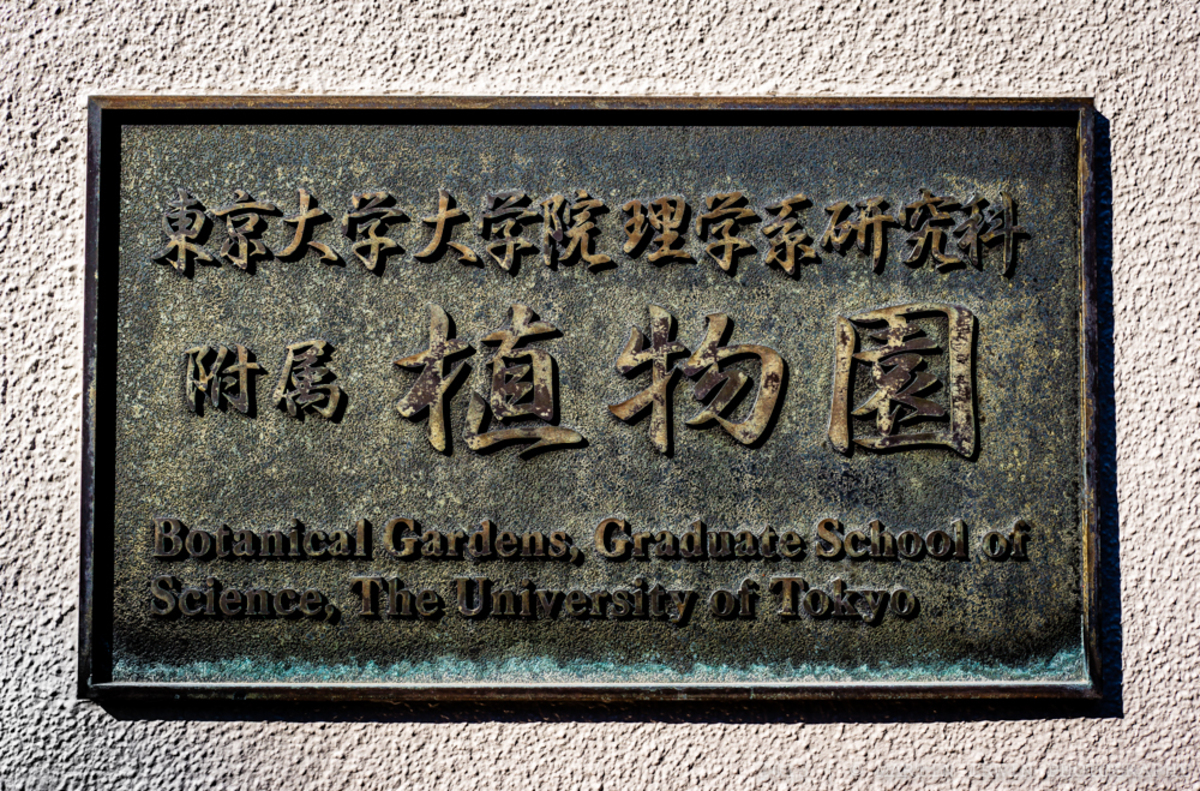 東京大学大学院理学系研究科
附属 植物園
Botanical Gardens, Graduate School of
Science, The University of Tokyo